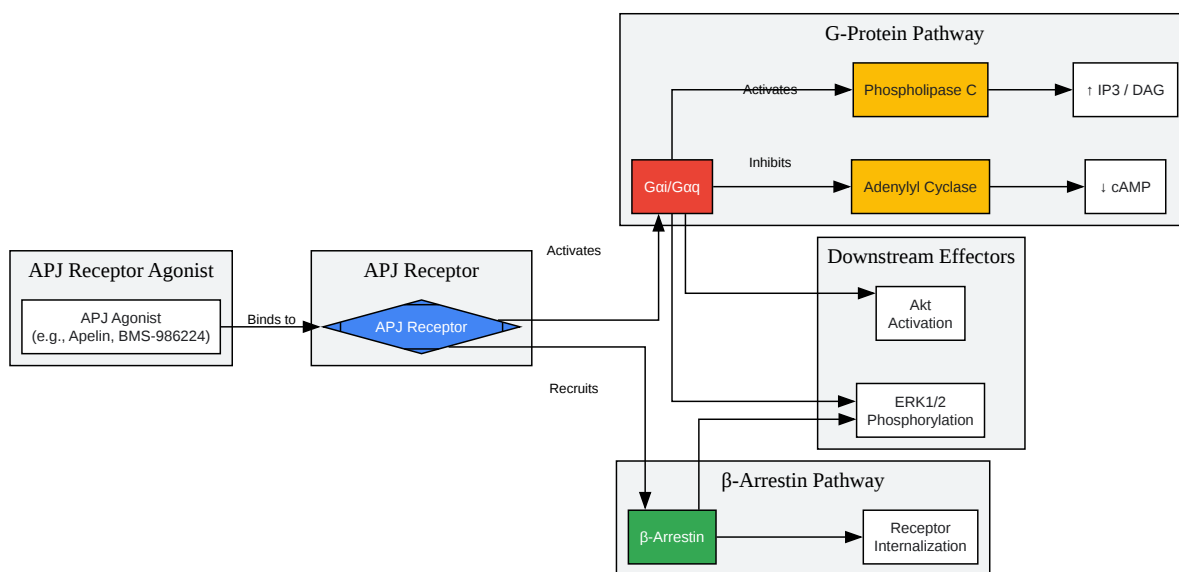 G-Protein Pathway
Activates
Phospholipase C
↑ IP3 / DAG
Inhibits
Gαi/Gαq
Adenylyl Cyclase
↓ cAMP
Activates
Downstream Effectors
APJ Receptor Agonist
APJ Receptor
Akt
Activation
APJ Agonist
(e.g., Apelin, BMS-986224)
Binds to
APJ Receptor
Recruits
ERK1/2
Phosphorylation
β-Arrestin Pathway
β-Arrestin
Receptor
Internalization